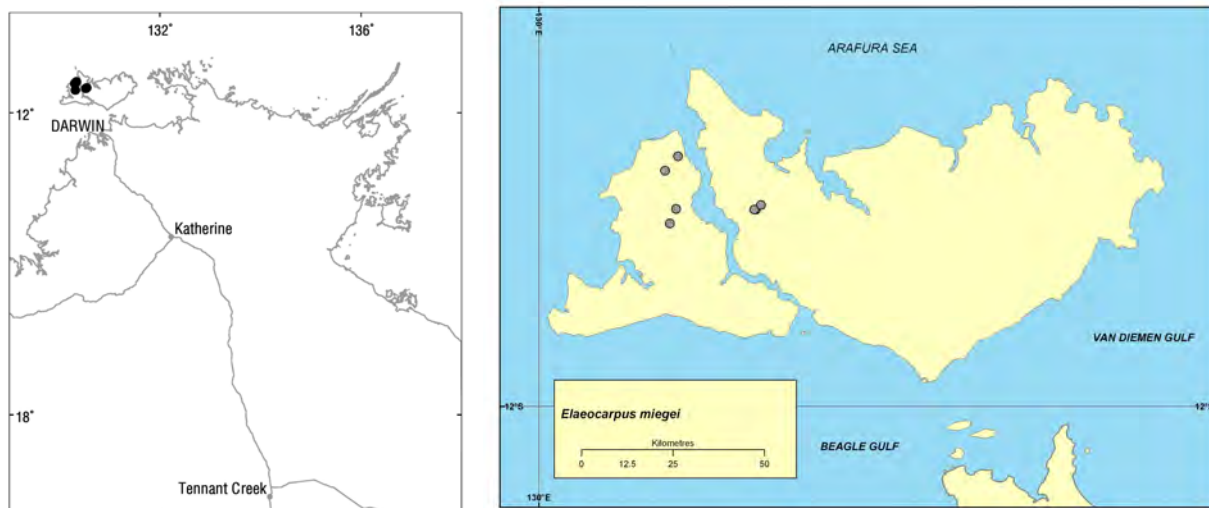 132˚
136˚
12˚
DARWIN
Katherine
18˚
Tennant Creek
130°E
ARAFURA SEA
VAN DIEMEN GULF
12°S
12°
Elaeocarpus miegei
Kilometres
0 12.5 25 50
BEAGLE GULF
130°E